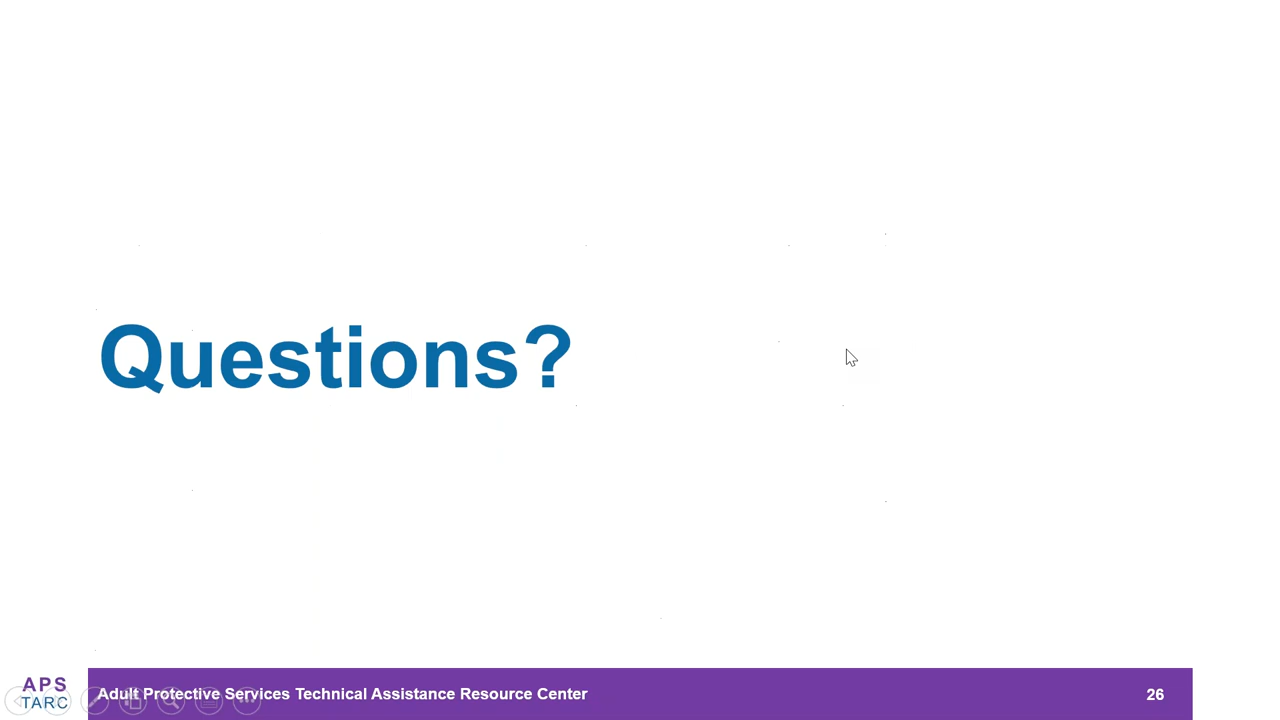 Questions?
APS
TARC
Adult Protective Services Technical Assistance Resource Center
26